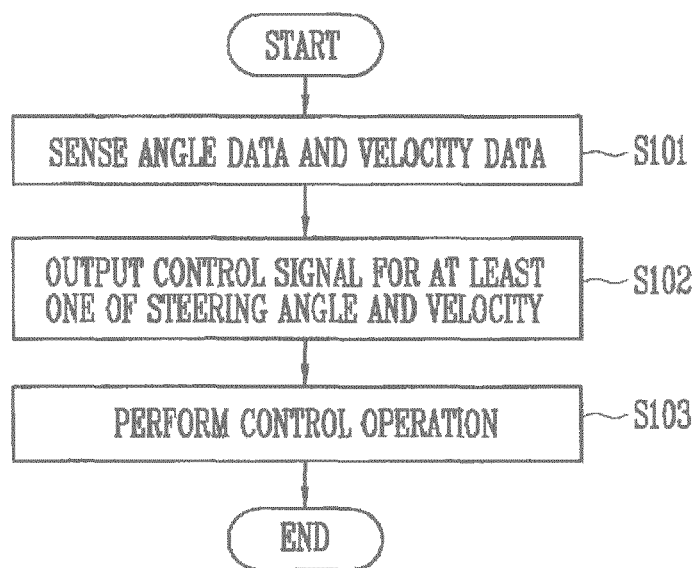 START
SENSE ANGLE DATA AND VELOCITY DATA
S101
OUTPUT CONTROL SIGNAL FOR AT LEAST
ONE OF STEERING ANGLE AND VELOCITY
S102
PERFORM CONTROL OPERATION
S103
END